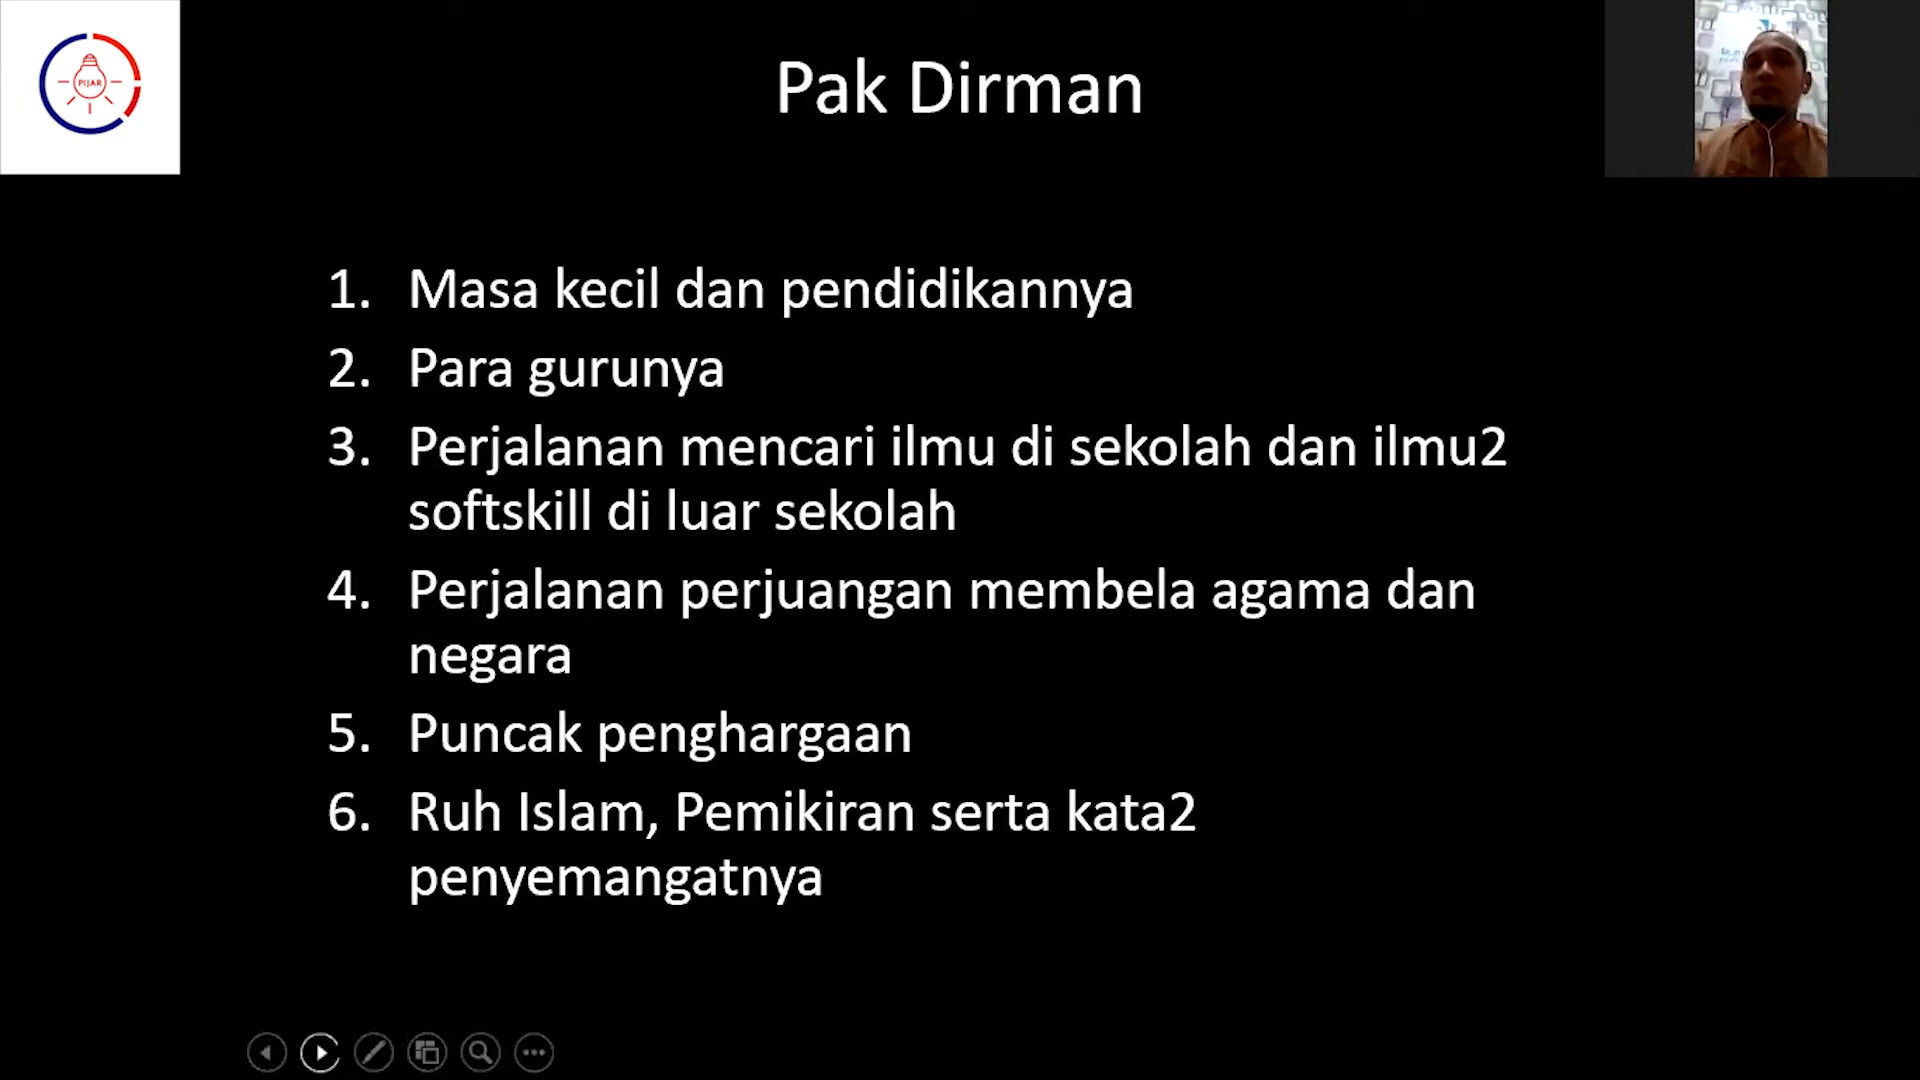 PIJAR
Pak Dirman
1. Masa kecil dan pendidikannya
2. Para gurunya
3. Perjalanan mencari ilmu di sekolah dan ilmu2
softskill di luar sekolah
4. Perjalanan perjuangan membela agama dan
negara
5. Puncak penghargaan
6. Ruh Islam, Pemikiran serta kata2
penyemangatnya